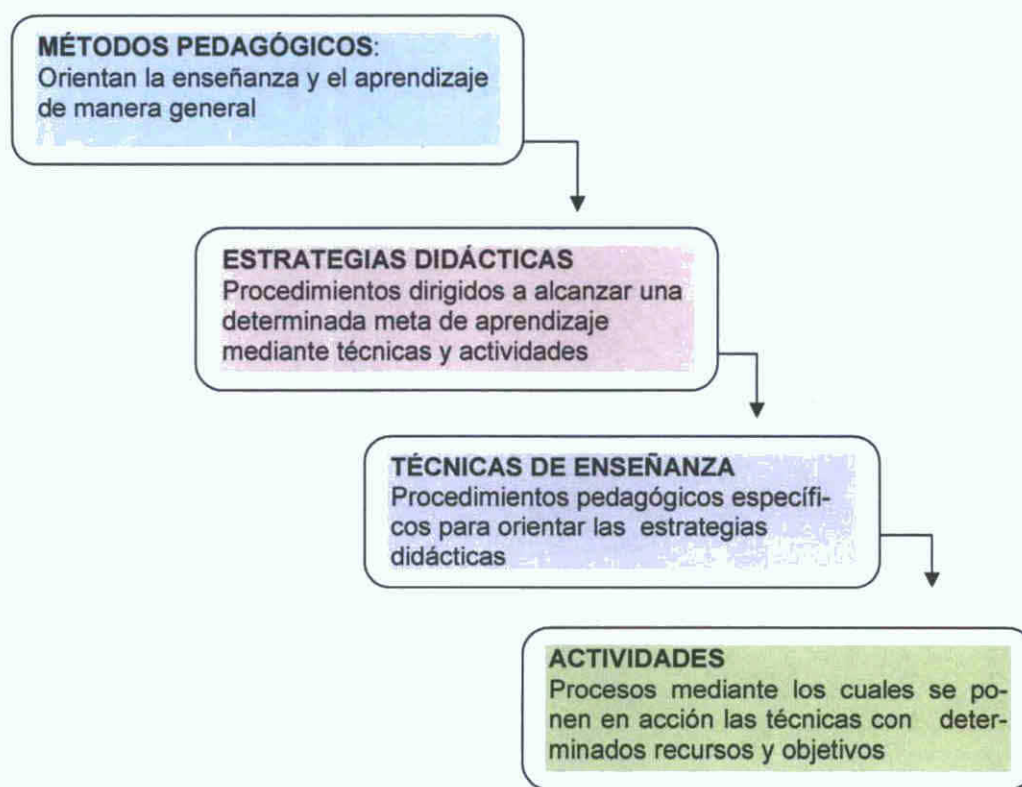 MÉTODOS PEDAGÓGICOS:
Orientan la enseñanza y el aprendizaje
de manera general
ESTRATEGIAS DIDÁCTICAS
Procedimientos dirigidos a alcanzar una
determinada meta de aprendizaje
mediante técnicas y actividades
TÉCNICAS DE ENSEÑANZA
Procedimientos pedagógicos específi-
cos para orientar las estrategias
didácticas
ACTIVIDADES
Procesos mediante los cuales se po-
nen en acción las técnicas con deter-
minados recursos y objetivos